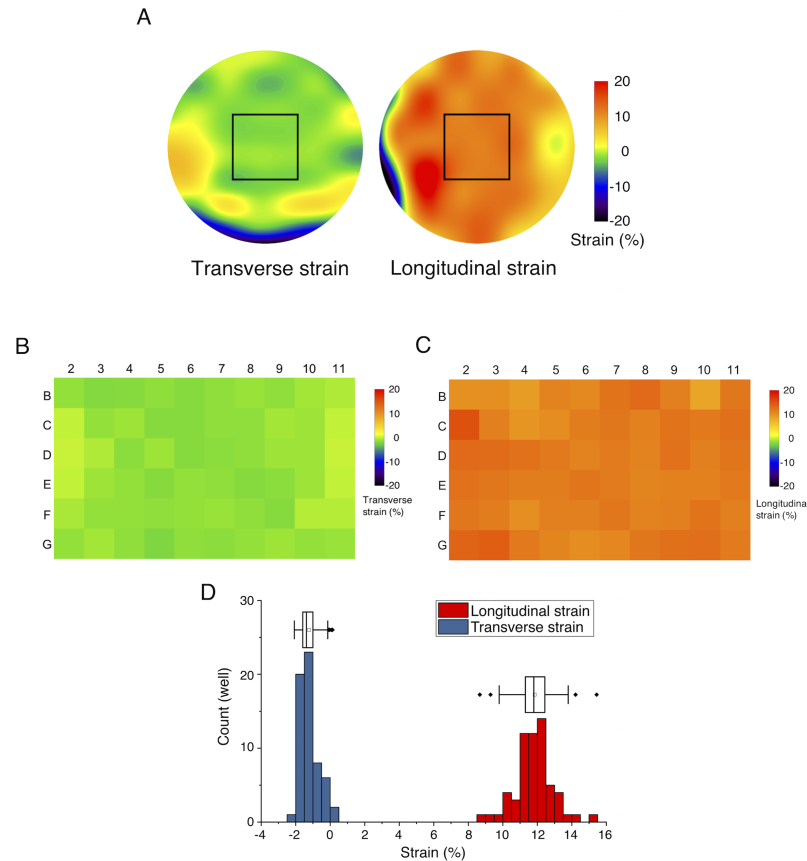 A
20
10
0
-10
-20
Strain (%)
Transverse strain
Longitudinal strain
B
2 3 4 5 6 7 8 9 10 11
B
C
D
E
F
G
20
10
0
-10
-20
Transverse
strain (%)
C
2 3 4 5 6 7 8 9 10 11
B
C
D
E
F
G
20
10
0
-10
-20
Longitudina
strain (%)
D
30
20
10
0
Count (well)
Longitudinal strain
Transverse strain
-4 -2 0 2 4 6 8 10 12 14 16
Strain (%)